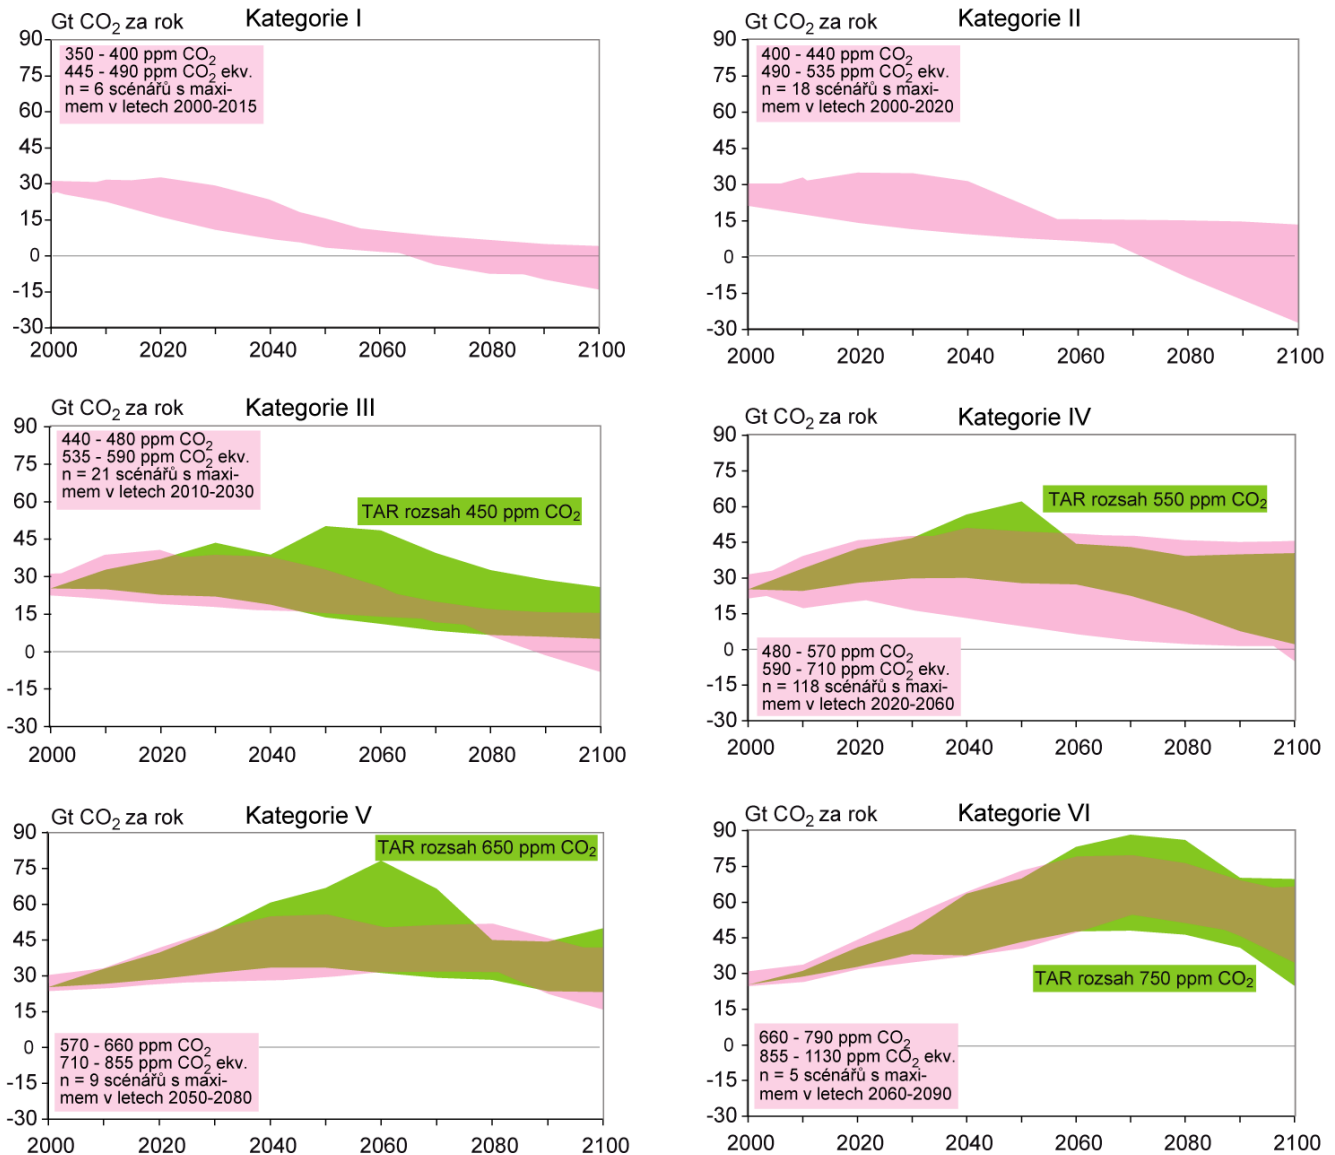 Gt CO2 za rok
Kategorie I
90
75
60
45
30
15
0
-15
-30
350 - 400 ppm CO2
445 - 490 ppm CO2 ekv.
n = 6 scénářů s maxi-
mem v letech 2000-2015
2000 2020 2040 2060 2080 2100
Gt CO2 za rok
Kategorie II
90
75
60
45
30
15
0
-15
-30
400 - 440 ppm CO2
490 - 535 ppm CO2 ekv.
n = 18 scénářů s maxi-
mem v letech 2000-2020
2000 2020 2040 2060 2080 2100
Gt CO2 za rok
Kategorie III
90
75
60
45
30
15
0
-15
-30
440 - 480 ppm CO2
535 - 590 ppm CO2 ekv.
n = 21 scénářů s maxi-
mem v letech 2010-2030
TAR rozsah 450 ppm CO2
2000 2020 2040 2060 2080 2100
Gt CO2 za rok
Kategorie IV
90
75
60
45
30
15
0
-15
-30
TAR rozsah 550 ppm CO2
480 - 570 ppm CO2
590 - 710 ppm CO2 ekv.
n = 118 scénářů s maxi-
mem v letech 2020-2060
2000 2020 2040 2060 2080 2100
Gt CO2 za rok
Kategorie V
90
75
60
45
30
15
0
-15
-30
TAR rozsah 650 ppm CO2
570 - 660 ppm CO2
710 - 855 ppm CO2 ekv.
n = 9 scénářů s maxi-
mem v letech 2050-2080
2000 2020 2040 2060 2080 2100
Gt CO2 za rok
Kategorie VI
90
75
60
45
30
15
0
-15
-30
TAR rozsah 750 ppm CO2
660 - 790 ppm CO2
855 - 1130 ppm CO2 ekv.
n = 5 scénářů s maxi-
mem v letech 2060-2090
2000 2020 2040 2060 2080 2100